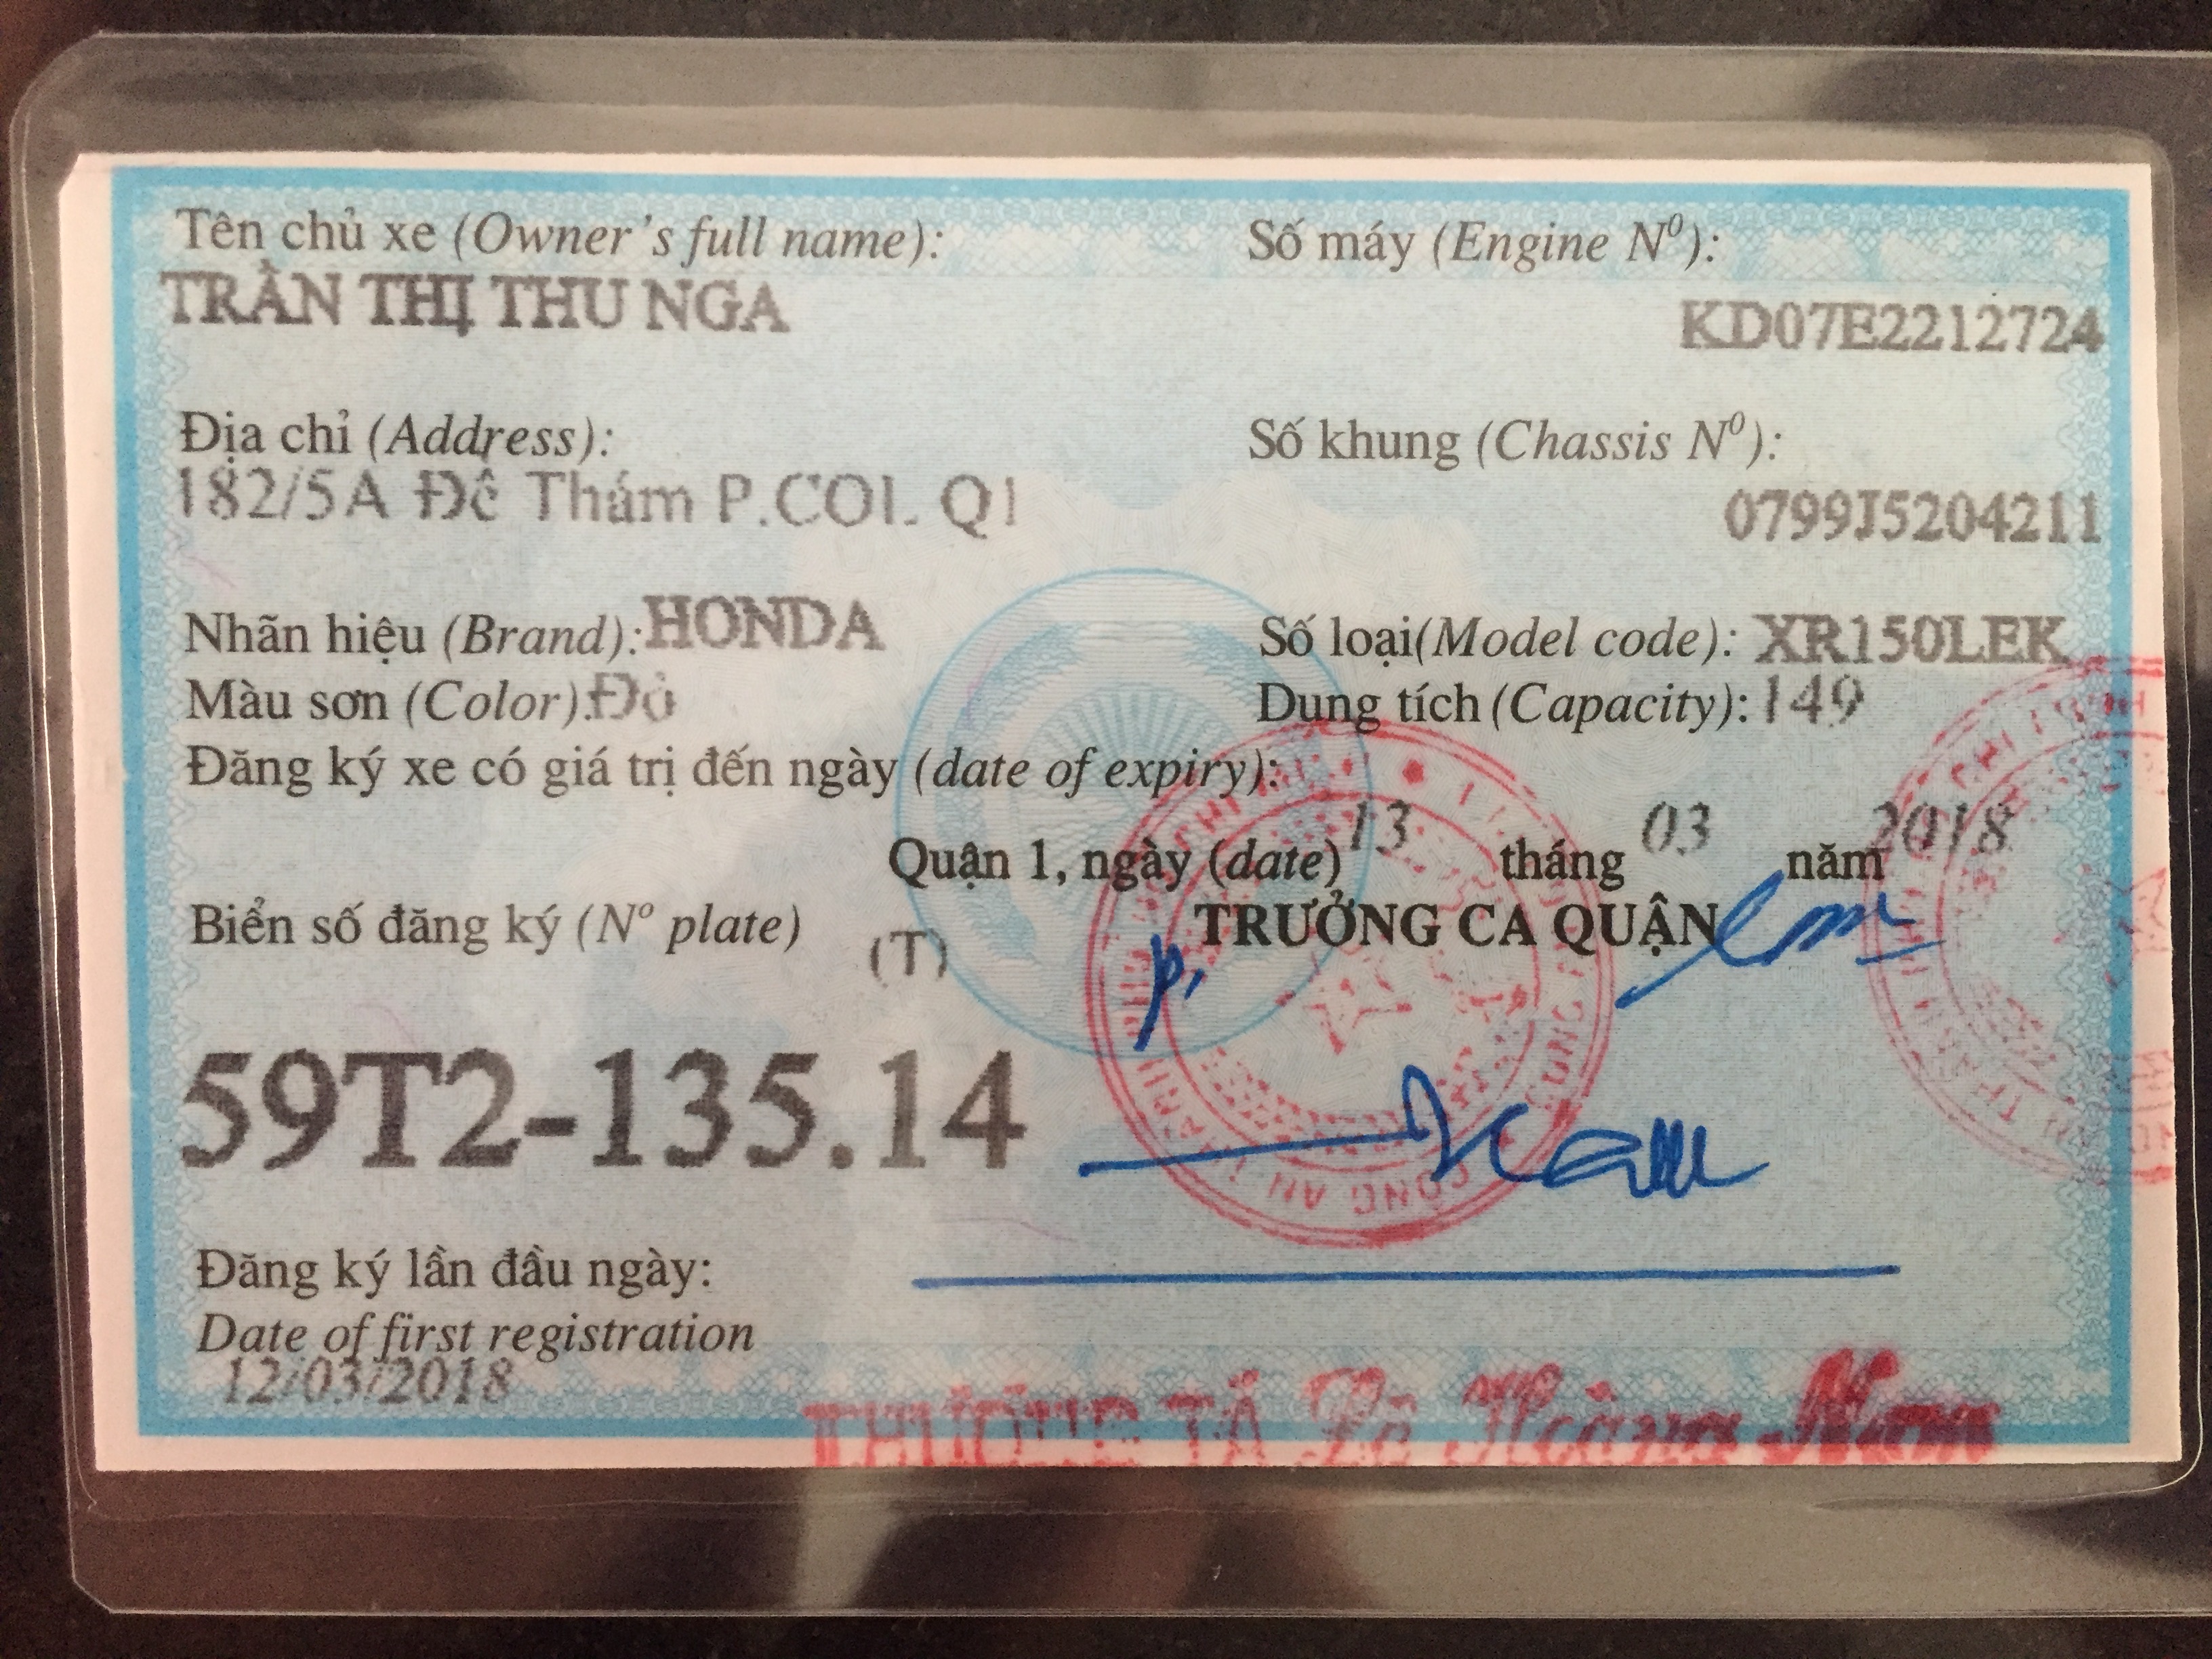 Tên chủ xe (Owner's full name): Số máy (Engine Nº):
TRẦN THỊ THU NGA KD07E2212724
Địa chỉ (Address): Số khung (Chassis Nº):
182/5A Đề Thám P.COL-Q1 0799J5204211
Nhãn hiệu (Brand): HONDA Số loại(Model code): XR150LEK
Màu sơn (Color): Đỏ Dung tích (Capacity): 149
Đăng ký xe có giá trị đến ngày (date of expiry):
Quận 1, ngày (date) 13 tháng 03 năm 2018
Biển số đăng ký (Nº plate) (T) TRƯỞNG CA QUẬN
59T2-135.14
Đăng ký lần đầu ngày:
Date of first registration
12/03/2018